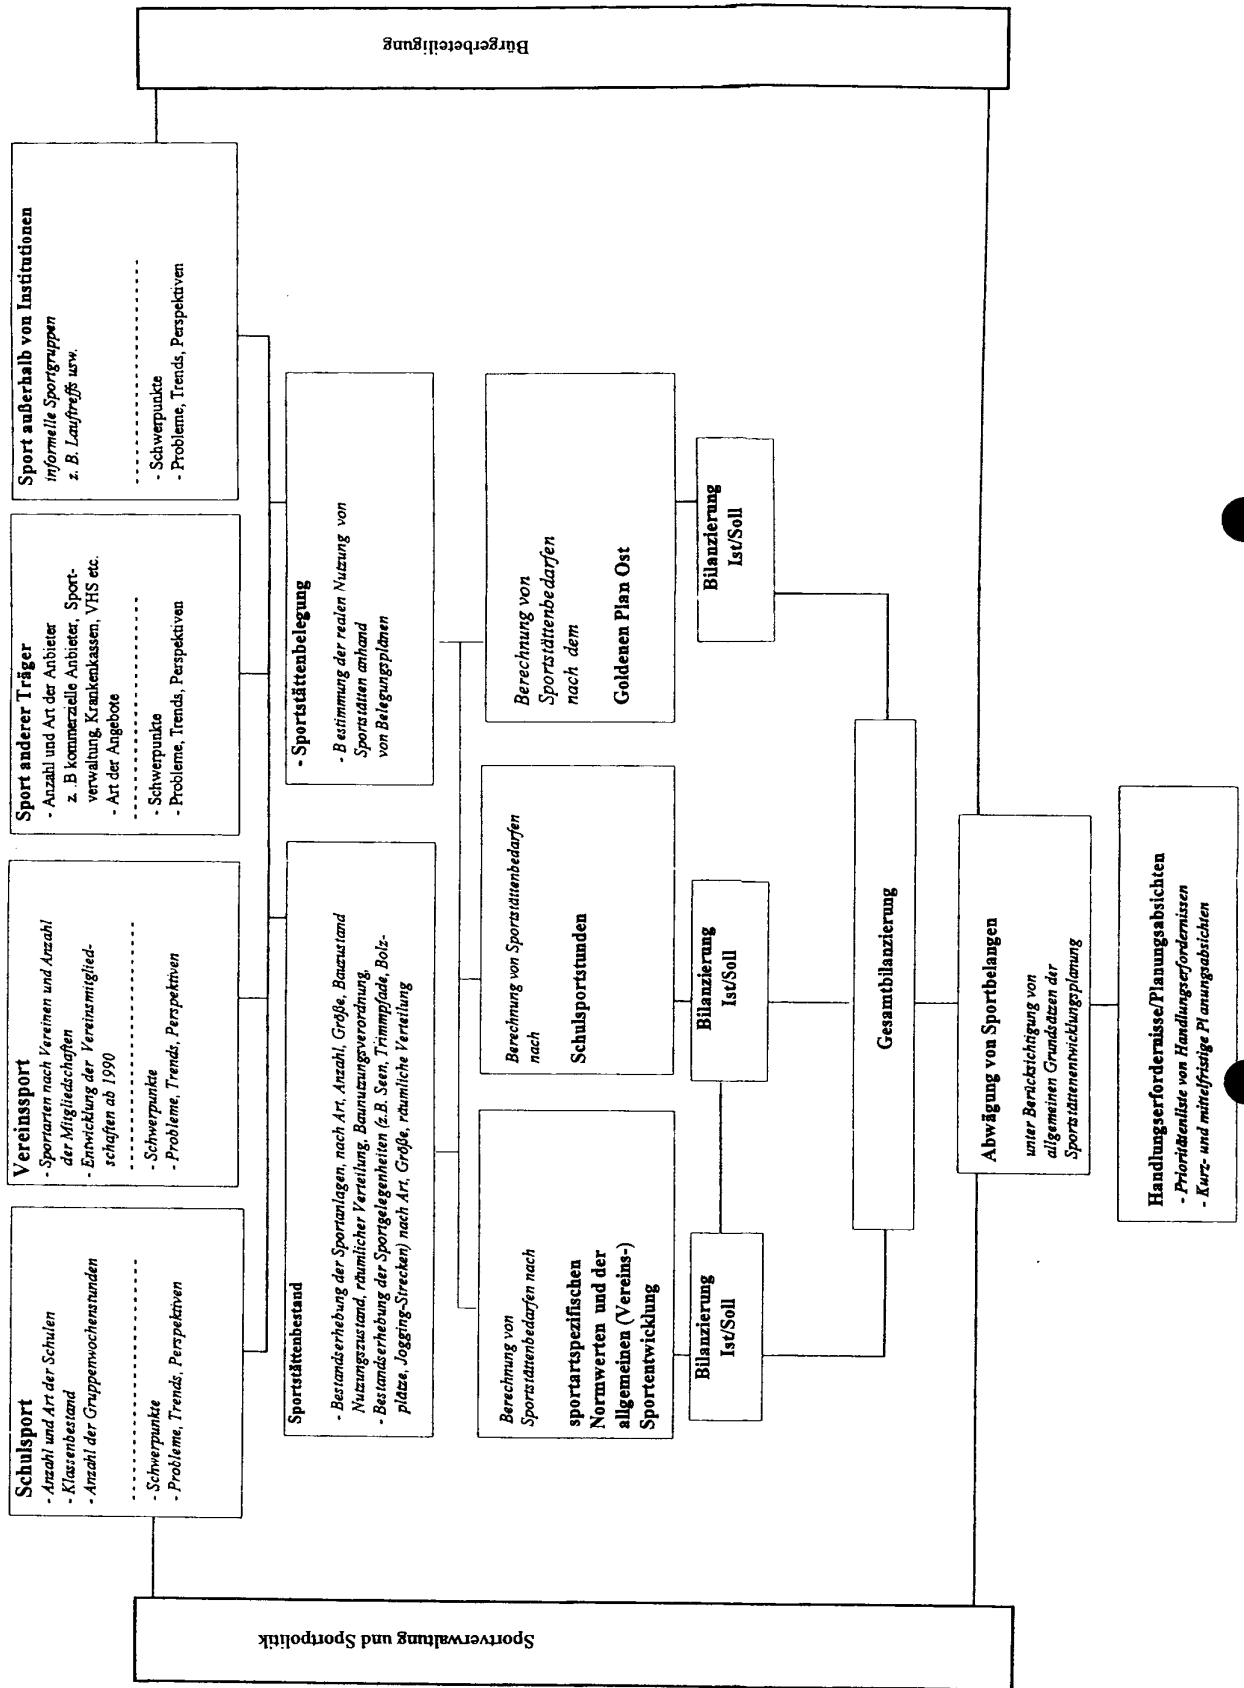 Sportverwaltung und Sportpolitik
Schulsport
- Anzahl und Art der Schulen
- Klassenbestand
- Anzahl der Gruppenwochenstunden
- Schwerpunkte
- Probleme, Trends, Perspektiven
Vereinssport
- Sportarten nach Vereinen und Anzahl
der Mitgliedschaften
- Entwicklung der Vereinsmitglied-
schaften ab 1990
- Schwerpunkte
- Probleme, Trends, Perspektiven
Sport anderer Träger
- Anzahl und Art der Anbieter
z. .B kommerzielle Anbieter, Sport-
verwaltung, Krankenkassen, VHS etc.
- Art der Angebote
- Schwerpunkte
- Probleme, Trends, Perspektiven
Sport außerhalb von Institutionen
informelle Sportgruppen
z. B. Lauftreffs usw.
- Schwerpunkte
- Probleme, Trends, Perspektiven
Bürgerbeteiligung
Sportstättenbestand
- Bestandserhebung der Sportanlagen, nach Art, Anzahl, Größe, Bauzustand
Nutzungszustand, räumlicher Verteilung, Baunutzungsverordnung,
- Bestandserhebung der Sportgelegenheiten (z.B. Seen, Trimmpfade, Bolz-
plätze, Jogging-Strecken) nach Art, Größe, räumliche Verteilung
- Sportstättenbelegung
- Bestimmung der realen Nutzung von
Sportstätten anhand
von Belegungsplänen
Berechnung von
Sportstättenbedarfen nach
sportartspezifischen
Normwerten und der
allgemeinen (Vereins-)
Sportentwicklung
Berechnung von Sportstättenbedarfen
nach
Schulsportstunden
Berechnung von
Sportstättenbedarfen
nach dem
Goldenen Plan Ost
Bilanzierung
Ist/Soll
Bilanzierung
Ist/Soll
Bilanzierung
Ist/Soll
Gesamtbilanzierung
Abwägung von Sportbelangen
unter Berücksichtigung von
allgemeinen Grundsätzen der
Sportstättenentwicklungsplanung
Handlungserfordernisse/Planungsabsichten
- Prioritätenliste von Handlungserfordernissen
- Kurz- und mittelfristige Planungsabsichten